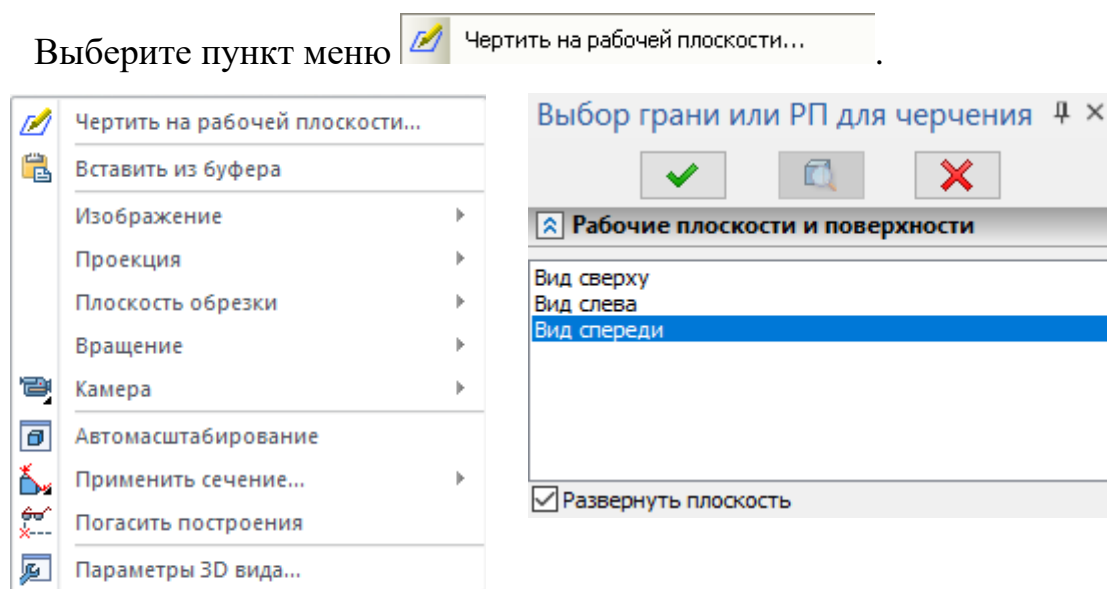 Выберите пункт меню Чертить на рабочей плоскости... .
Чертить на рабочей плоскости...
Вставить из буфера
Изображение
Проекция
Плоскость обрезки
Вращение
Камера
Автомасштабирование
Применить сечение...
Погасить построения
Параметры 3D вида...
Выбор грани или РП для черчения
Рабочие плоскости и поверхности
Вид сверху
Вид слева
Вид спереди
Развернуть плоскость